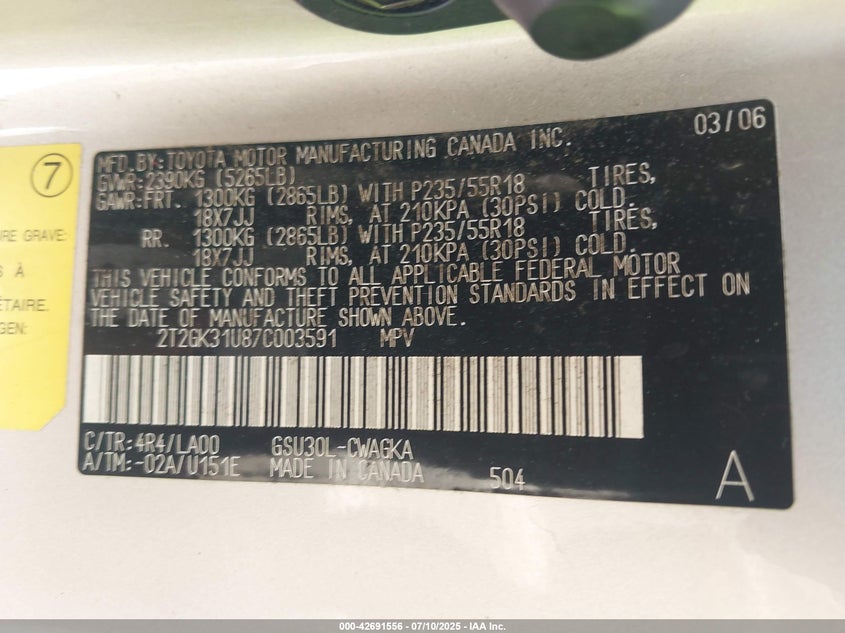 03/06
MFD. BY: TOYOTA MOTOR MANUFACTURING CANADA INC.
GVWR: 2390KG (5265LB)
GAWR: FRT. 1300KG (2865LB) WITH P235/55R18 TIRES,
18X7JJ RIMS, AT 210KPA (30PSI) COLD.
RR. 1300KG (2865LB) WITH P235/55R18 TIRES,
18X7JJ RIMS, AT 210KPA (30PSI) COLD.
THIS VEHICLE CONFORMS TO ALL APPLICABLE FEDERAL MOTOR
VEHICLE SAFETY AND THEFT PREVENTION STANDARDS IN EFFECT ON
THE DATE OF MANUFACTURE SHOWN ABOVE.
2T2GK31U87C003591 MPV
C/TR: 4R4/LA00 GSU30L-CWAGKA
A/TM: -02A/U151E MADE IN CANADA 504 A
7
GRAVE:
S À
ÉTAIRE.
GEN:
000-42691556 - 07/10/2025 - IAA Inc.